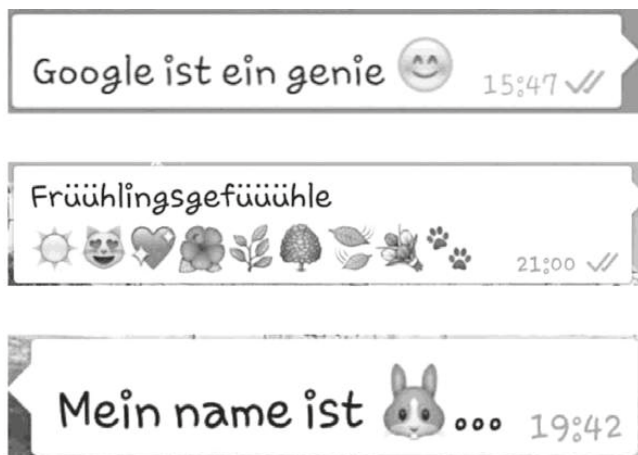 Google ist ein genie 😊 15:47
Früühlingsgefüüühle
☀️😻💖🌺🌿🌳🍃💐🐾 21:00
Mein name ist 🐰... 19:42